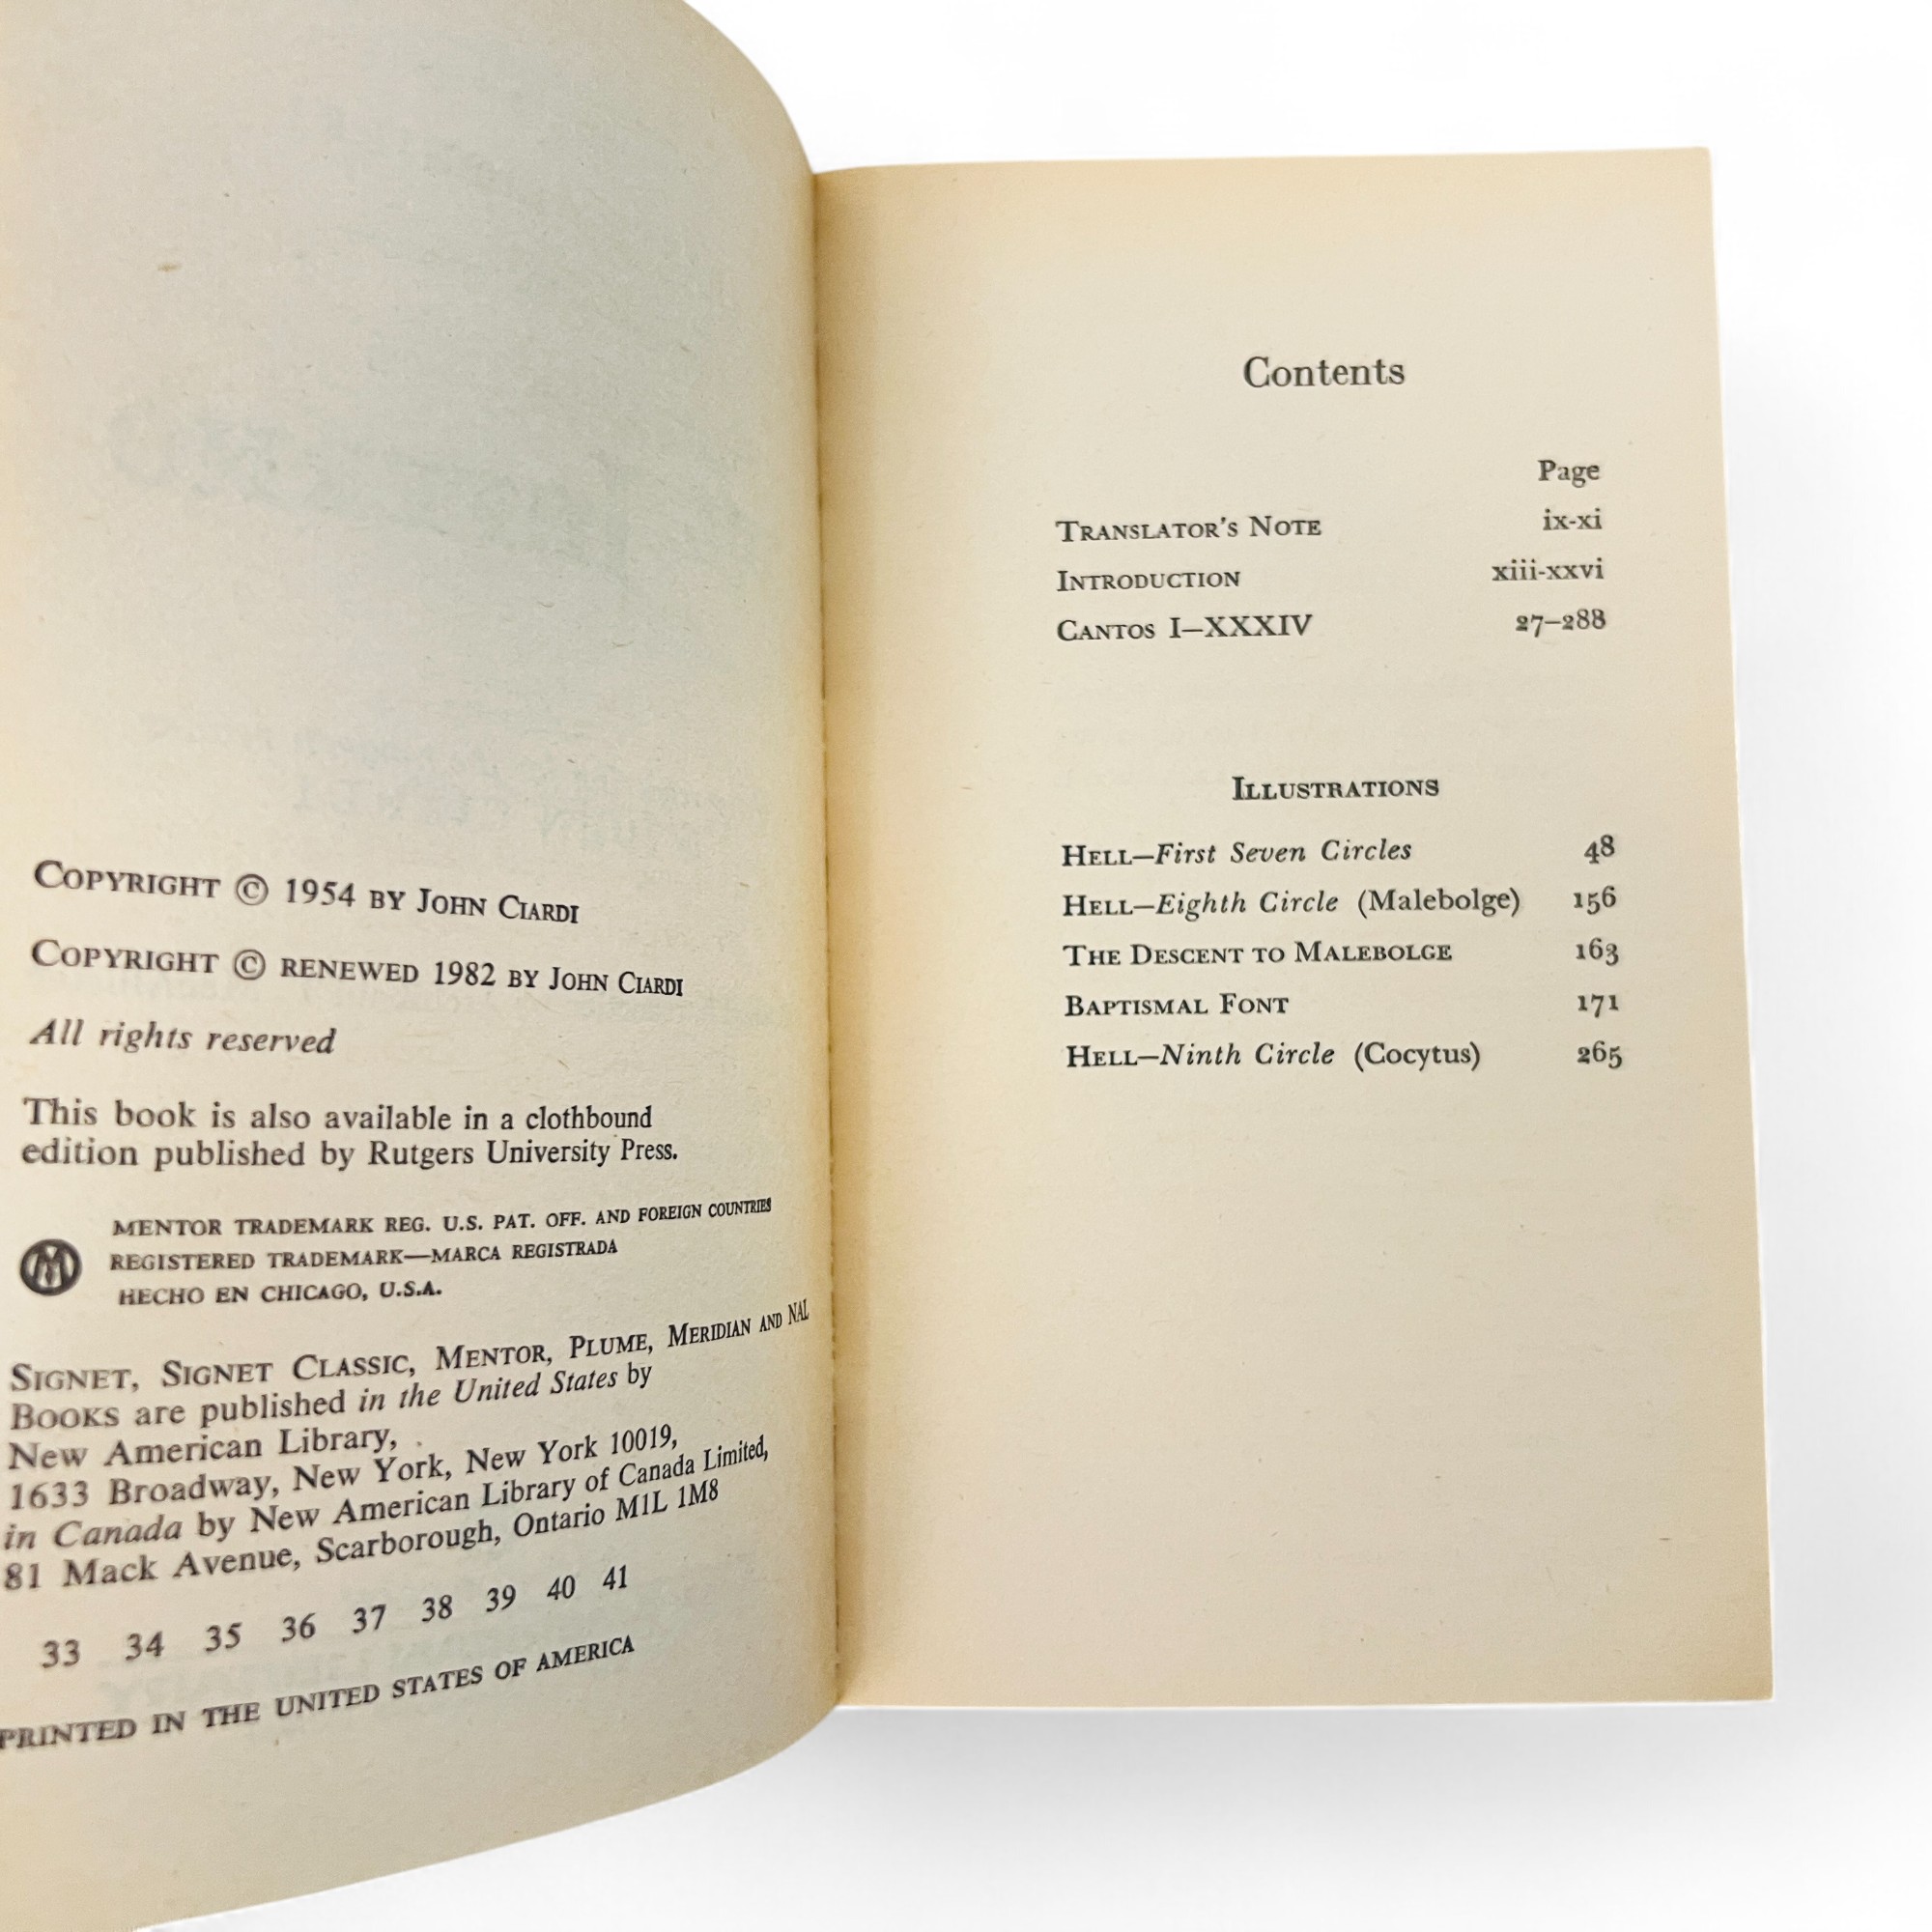 Copyright © 1954 by John Ciardi
Copyright © renewed 1982 by John Ciardi
All rights reserved
This book is also available in a clothbound
edition published by Rutgers University Press.
MENTOR TRADEMARK REG. U.S. PAT. OFF. AND FOREIGN COUNTRIES
REGISTERED TRADEMARK—MARCA REGISTRADA
HECHO EN CHICAGO, U.S.A.
Signet, Signet Classic, Mentor, Plume, Meridian and NAL
Books are published in the United States by
New American Library,
1633 Broadway, New York, New York 10019,
in Canada by New American Library of Canada Limited,
81 Mack Avenue, Scarborough, Ontario M1L 1M8
33 34 35 36 37 38 39 40 41
PRINTED IN THE UNITED STATES OF AMERICA
Contents
Page
Translator's Note ix-xi
Introduction xiii-xxvi
Cantos I–XXXIV 27–288
Illustrations
Hell—First Seven Circles 48
Hell—Eighth Circle (Malebolge) 156
The Descent to Malebolge 163
Baptismal Font 171
Hell—Ninth Circle (Cocytus) 265